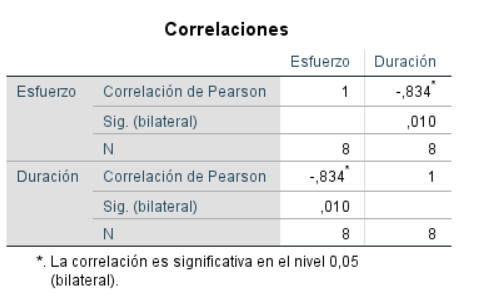 Correlaciones
Esfuerzo Duración
Esfuerzo Correlación de Pearson 1 -,834*
Sig. (bilateral) ,010
N 8 8
Duración Correlación de Pearson -,834* 1
Sig. (bilateral) ,010
N 8 8
*. La correlación es significativa en el nivel 0,05
(bilateral).